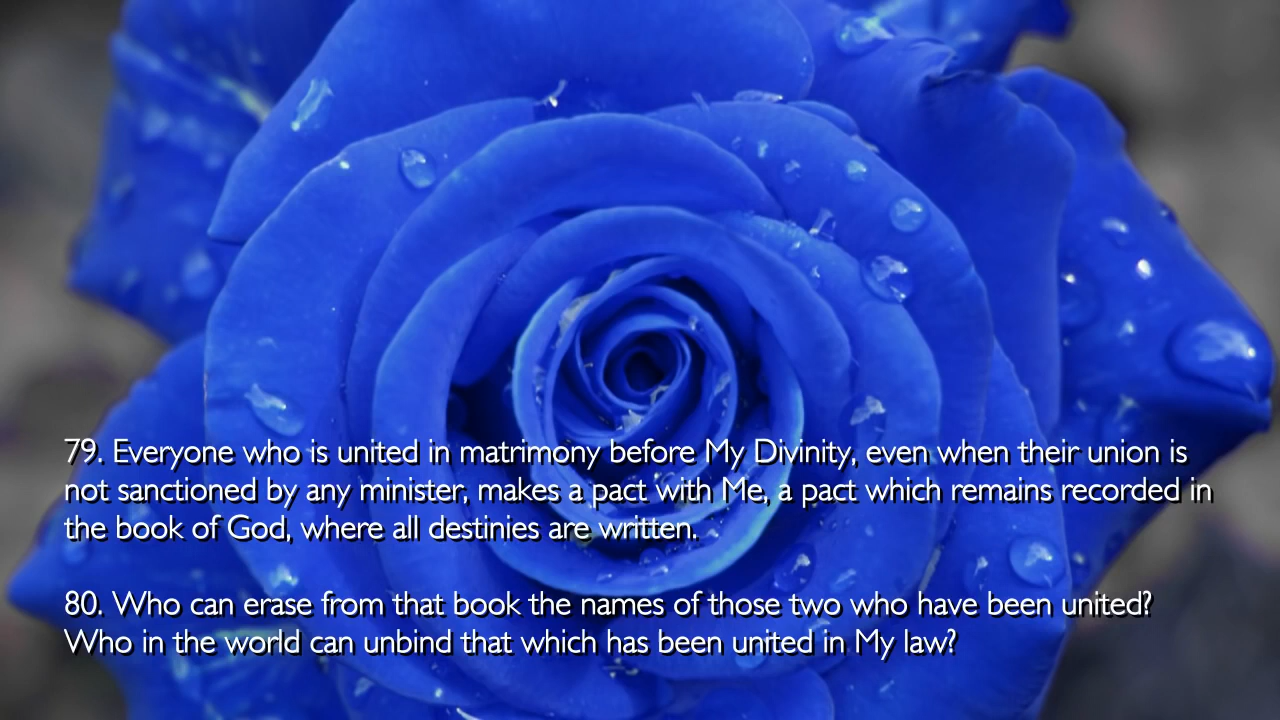 79. Everyone who is united in matrimony before My Divinity, even when their union is
not sanctioned by any minister, makes a pact with Me, a pact which remains recorded in
the book of God, where all destinies are written.
80. Who can erase from that book the names of those two who have been united?
Who in the world can unbind that which has been united in My law?